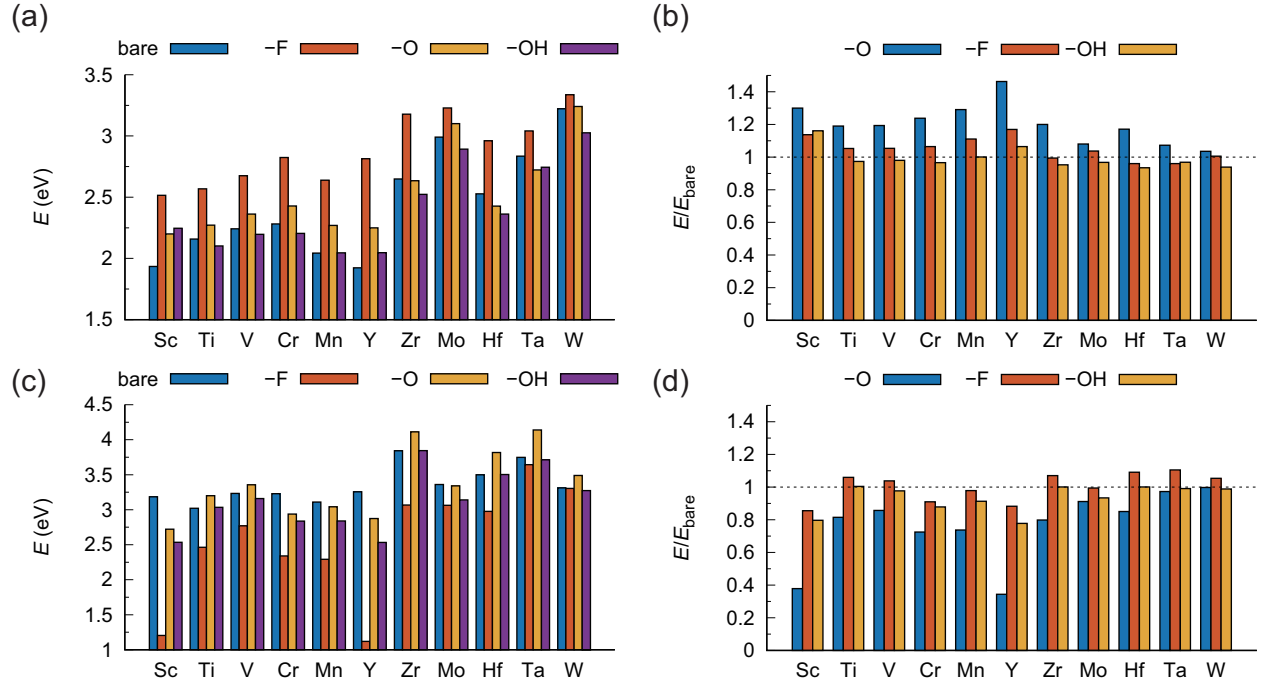 (a)
bare −F −O −OH
3.5
3
2.5
2
1.5
E (eV)
Sc Ti V Cr Mn Y Zr Mo Hf Ta W
(b)
−O −F −OH
1.4
1.2
1
0.8
0.6
0.4
0.2
0
E/Ebare
Sc Ti V Cr Mn Y Zr Mo Hf Ta W
(c)
bare −F −O −OH
4.5
4
3.5
3
2.5
2
1.5
1
E (eV)
Sc Ti V Cr Mn Y Zr Mo Hf Ta W
(d)
−O −F −OH
1.4
1.2
1
0.8
0.6
0.4
0.2
0
E/Ebare
Sc Ti V Cr Mn Y Zr Mo Hf Ta W